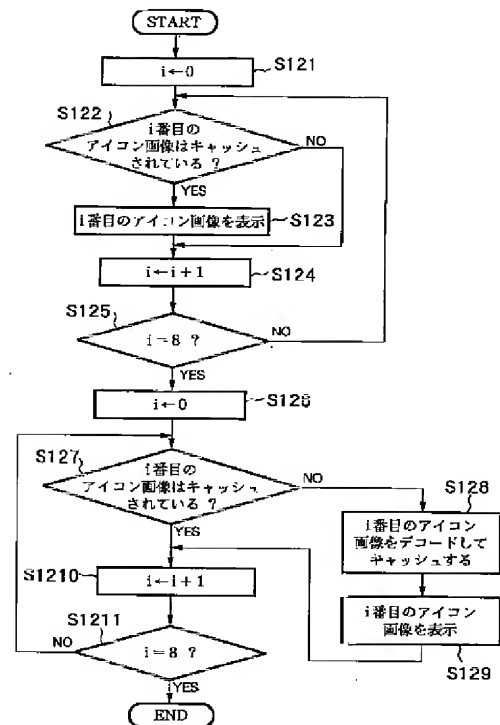 START
i←0
S121
S122
i番目の
アイコン画像はキャッシュ
されている ?
NO
YES
i番目のアイコン画像を表示
S123
i←i+1
S124
S125
i=8 ?
NO
YES
i←0
S126
S127
i番目の
アイコン画像はキャッシュ
されている ?
NO
YES
S128
i番目のアイコン
画像をデコードして
キャッシュする
S1210
i←i+1
i番目のアイコン
画像を表示
S129
S1211
i=8 ?
NO
YES
END